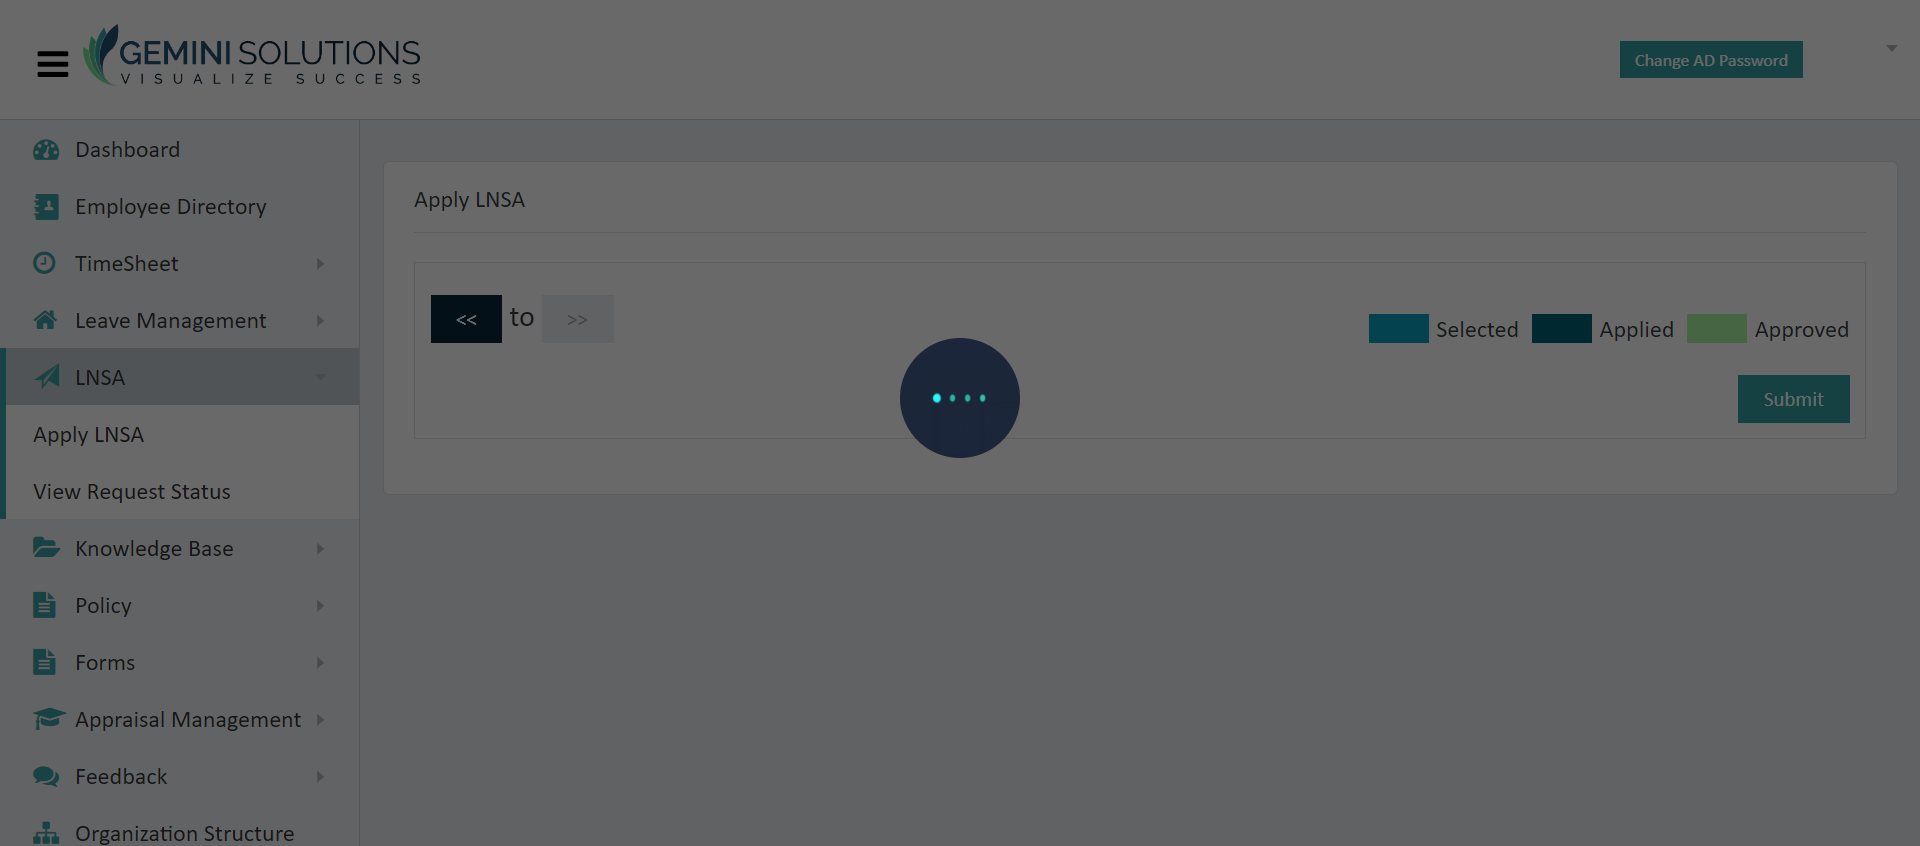 GEMINI SOLUTIONS
VISUALIZE SUCCESS
Change AD Password
Dashboard
Employee Directory
TimeSheet
Leave Management
LNSA
Apply LNSA
View Request Status
Knowledge Base
Policy
Forms
Appraisal Management
Feedback
Organization Structure
Apply LNSA
<< to >>
Selected Applied Approved
Submit